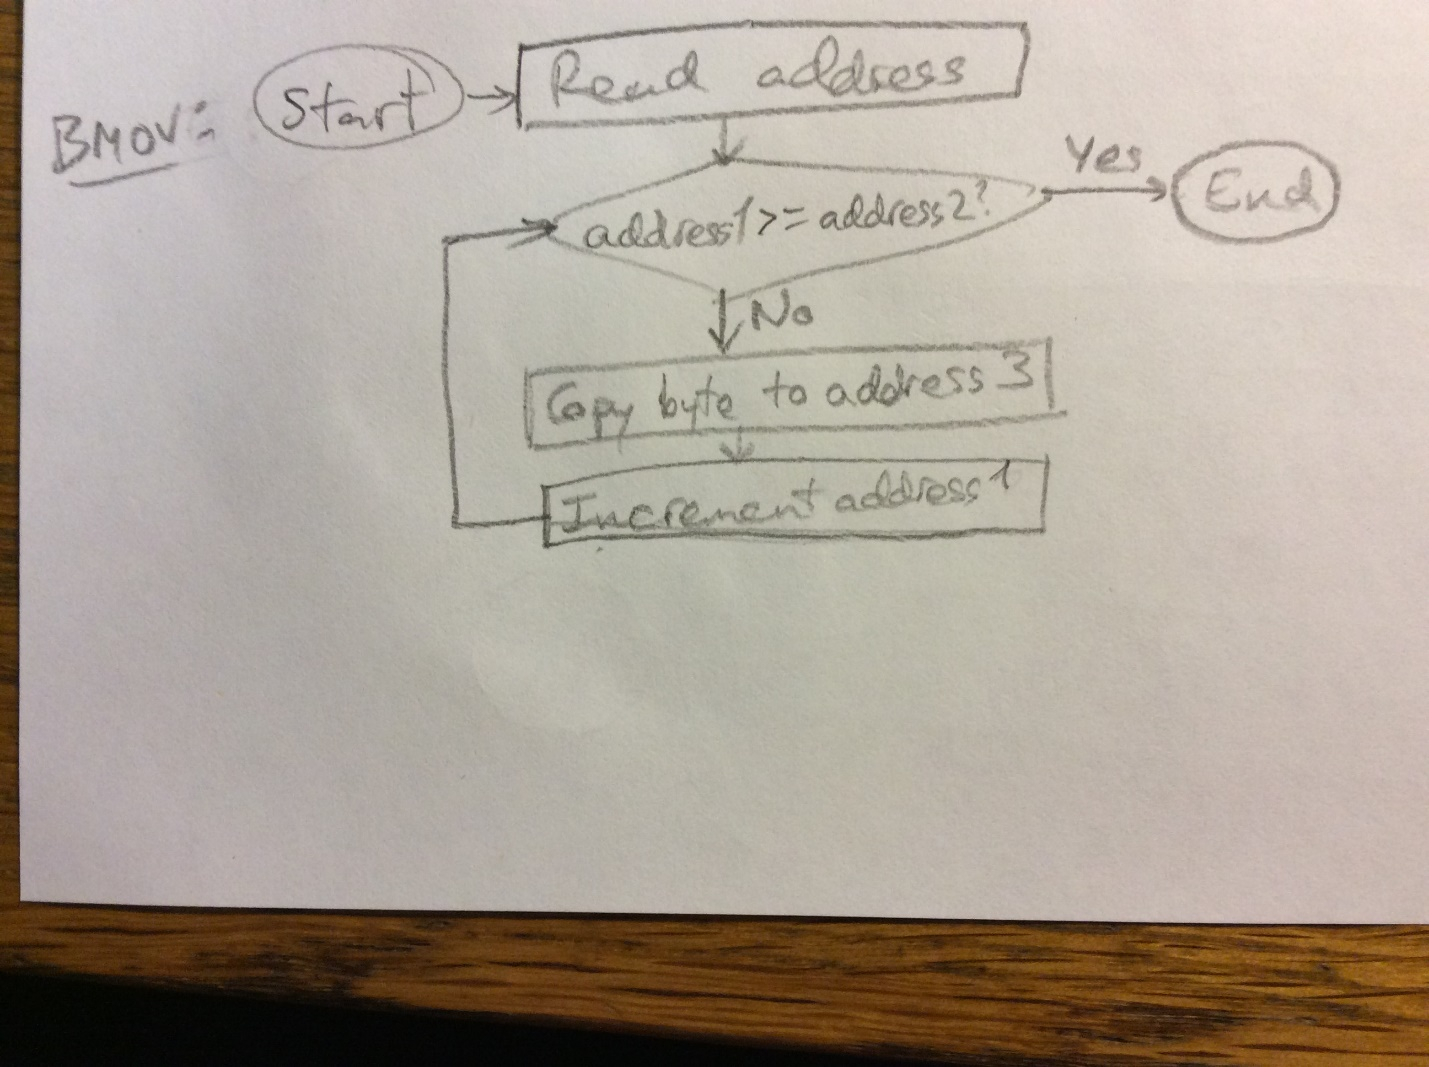 BMOV:
Start
Read address
address1>=address2?
Yes
End
No
Copy byte to address 3
Increment address 1